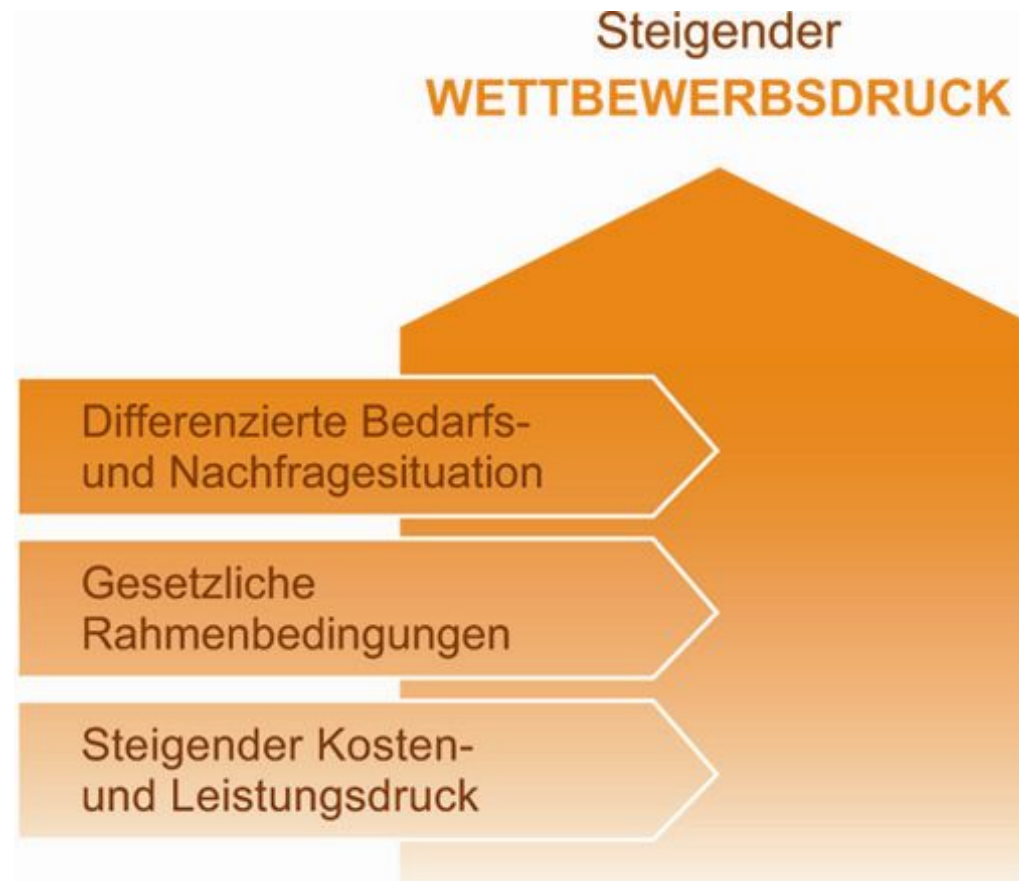 Steigender
WETTBEWERBSDRUCK
Differenzierte Bedarfs-
und Nachfragesituation
Gesetzliche
Rahmenbedingungen
Steigender Kosten-
und Leistungsdruck